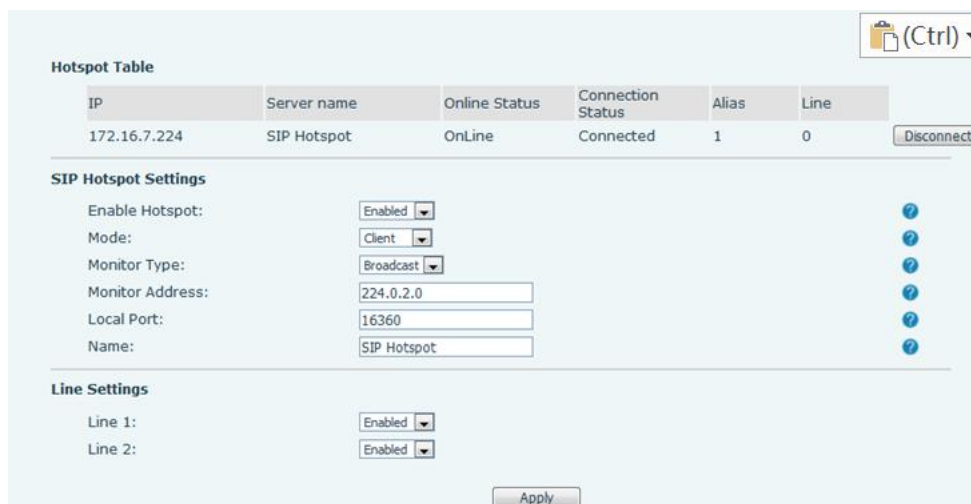 (Ctrl)
Hotspot Table
IP Server name Online Status Connection Status Alias Line
172.16.7.224 SIP Hotspot OnLine Connected 1 0 Disconnect
SIP Hotspot Settings
Enable Hotspot: Enabled
Mode: Client
Monitor Type: Broadcast
Monitor Address: 224.0.2.0
Local Port: 16360
Name: SIP Hotspot
Line Settings
Line 1: Enabled
Line 2: Enabled
Apply